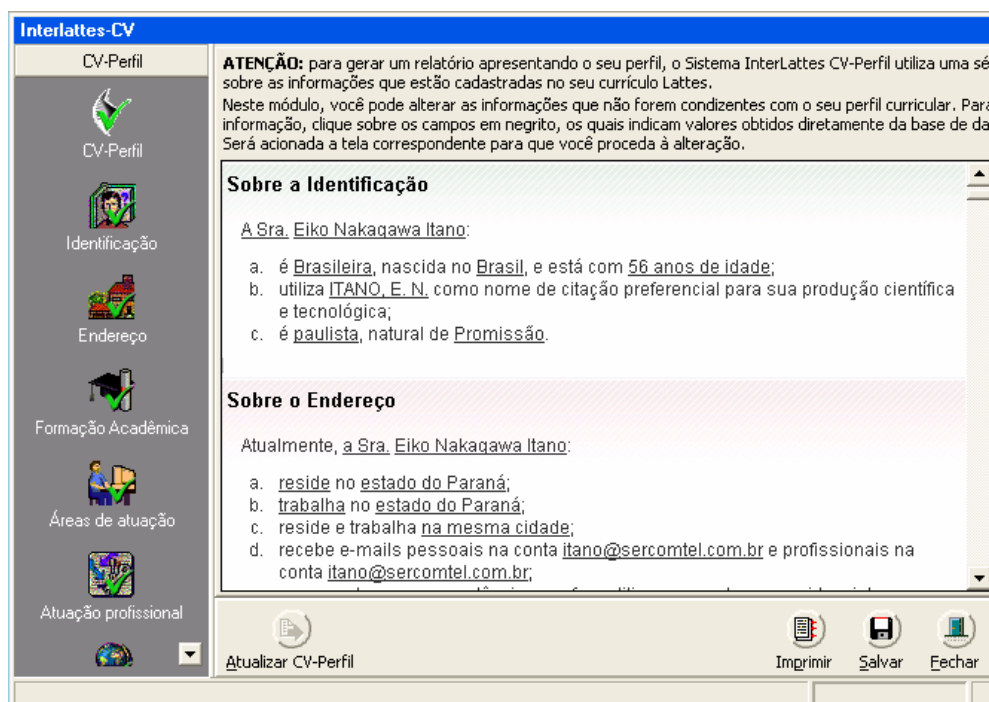 Interlattes-CV
CV-Perfil
CV-Perfil
Identificação
Endereço
Formação Acadêmica
Áreas de atuação
Atuação profissional
ATENÇÃO: para gerar um relatório apresentando o seu perfil, o Sistema InterLattes CV-Perfil utiliza uma sé
sobre as informações que estão cadastradas no seu currículo Lattes.
Neste módulo, você pode alterar as informações que não forem condizentes com o seu perfil curricular. Para
informação, clique sobre os campos em negrito, os quais indicam valores obtidos diretamente da base de da
Será acionada a tela correspondente para que você proceda à alteração.
Sobre a Identificação
A Sra. Eiko Nakagawa Itano:
a. é Brasileira, nascida no Brasil, e está com 56 anos de idade;
b. utiliza ITANO, E. N. como nome de citação preferencial para sua produção científica
e tecnológica;
c. é paulista, natural de Promissão.
Sobre o Endereço
Atualmente, a Sra. Eiko Nakagawa Itano:
a. reside no estado do Paraná;
b. trabalha no estado do Paraná;
c. reside e trabalha na mesma cidade;
d. recebe e-mails pessoais na conta itano@sercomtel.com.br e profissionais na
conta itano@sercomtel.com.br;
Atualizar CV-Perfil
Imprimir
Salvar
Fechar